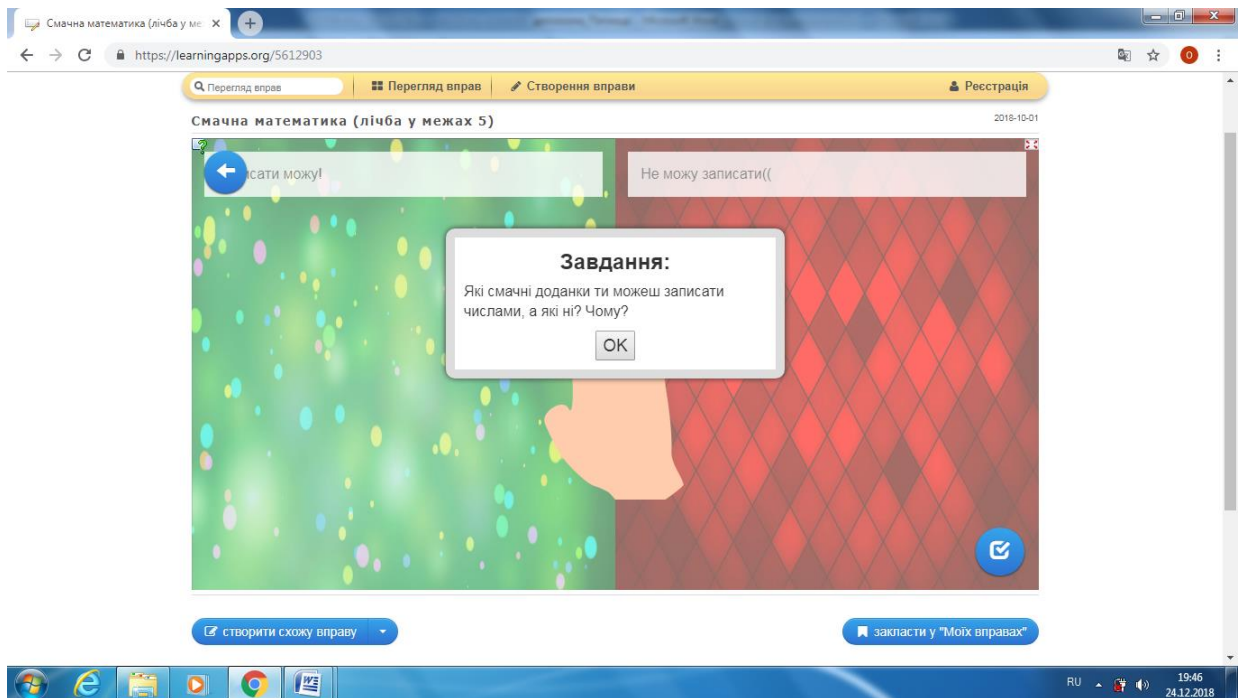 Смачна математика (лічба у ме
https://learningapps.org/5612903
О
Перегляд вправ
Перегляд вправ
Створення вправи
Реєстрація
Смачна математика (лічба у межах 5)
2018-10-01
исати можу!
Не можу записати((
Завдання:
Які смачні доданки ти можеш записати
числами, а які ні? Чому?
OK
створити схожу вправу
закласти у "Моїх вправах"
RU
19:46
24.12.2018